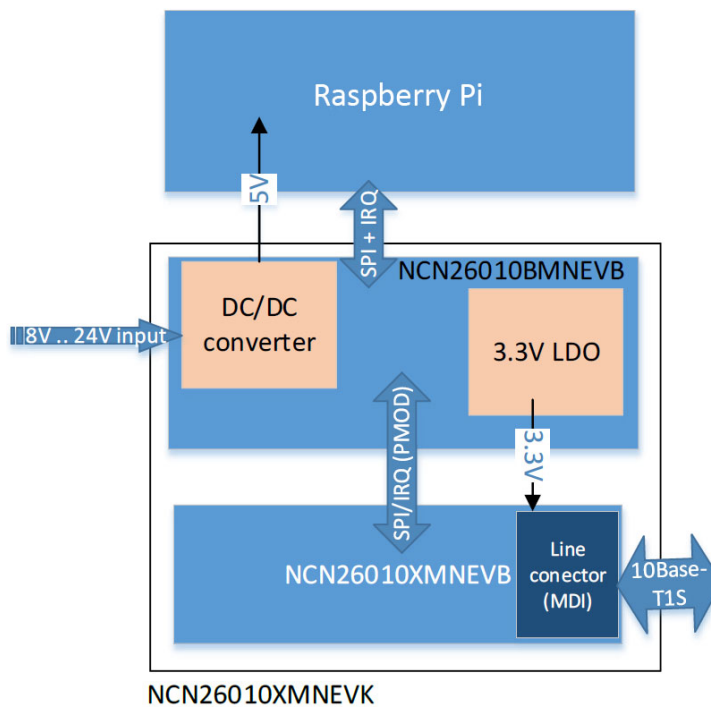 Raspberry Pi
5V
SPI + IRQ
NCN26010BMNEVB
DC/DC
converter
8V .. 24V input
3.3V LDO
3.3V
SPI/IRQ (PMOD)
NCN26010XMNEVB
Line
conector
(MDI)
10Base-
T1S
NCN26010XMNEVK